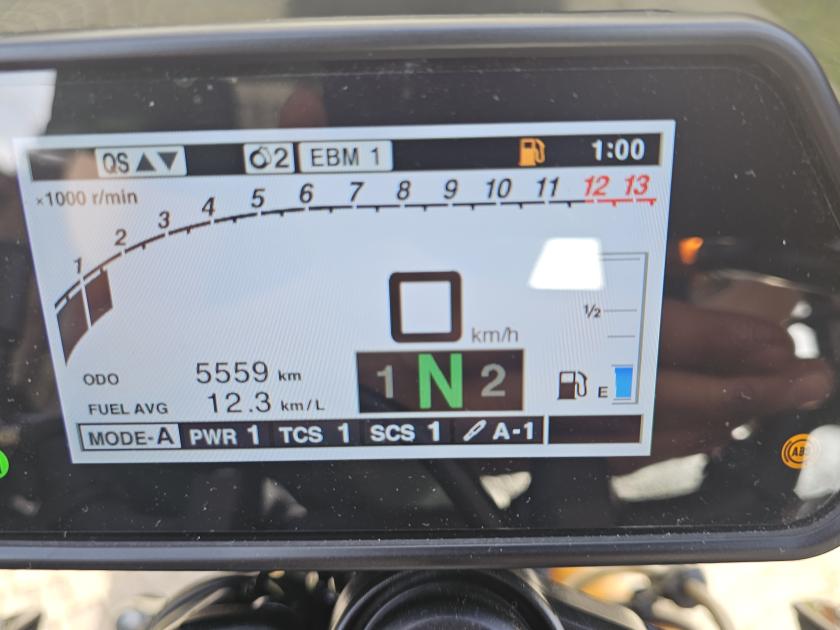 QS 2 EBM 1 1:00
×1000 r/min
1 2 3 4 5 6 7 8 9 10 11 12 13
0 km/h
1/2
ODO 5559 km
FUEL AVG 12.3 km/L
1 N 2
E
MODE-A PWR 1 TCS 1 SCS 1 A-1
ABS